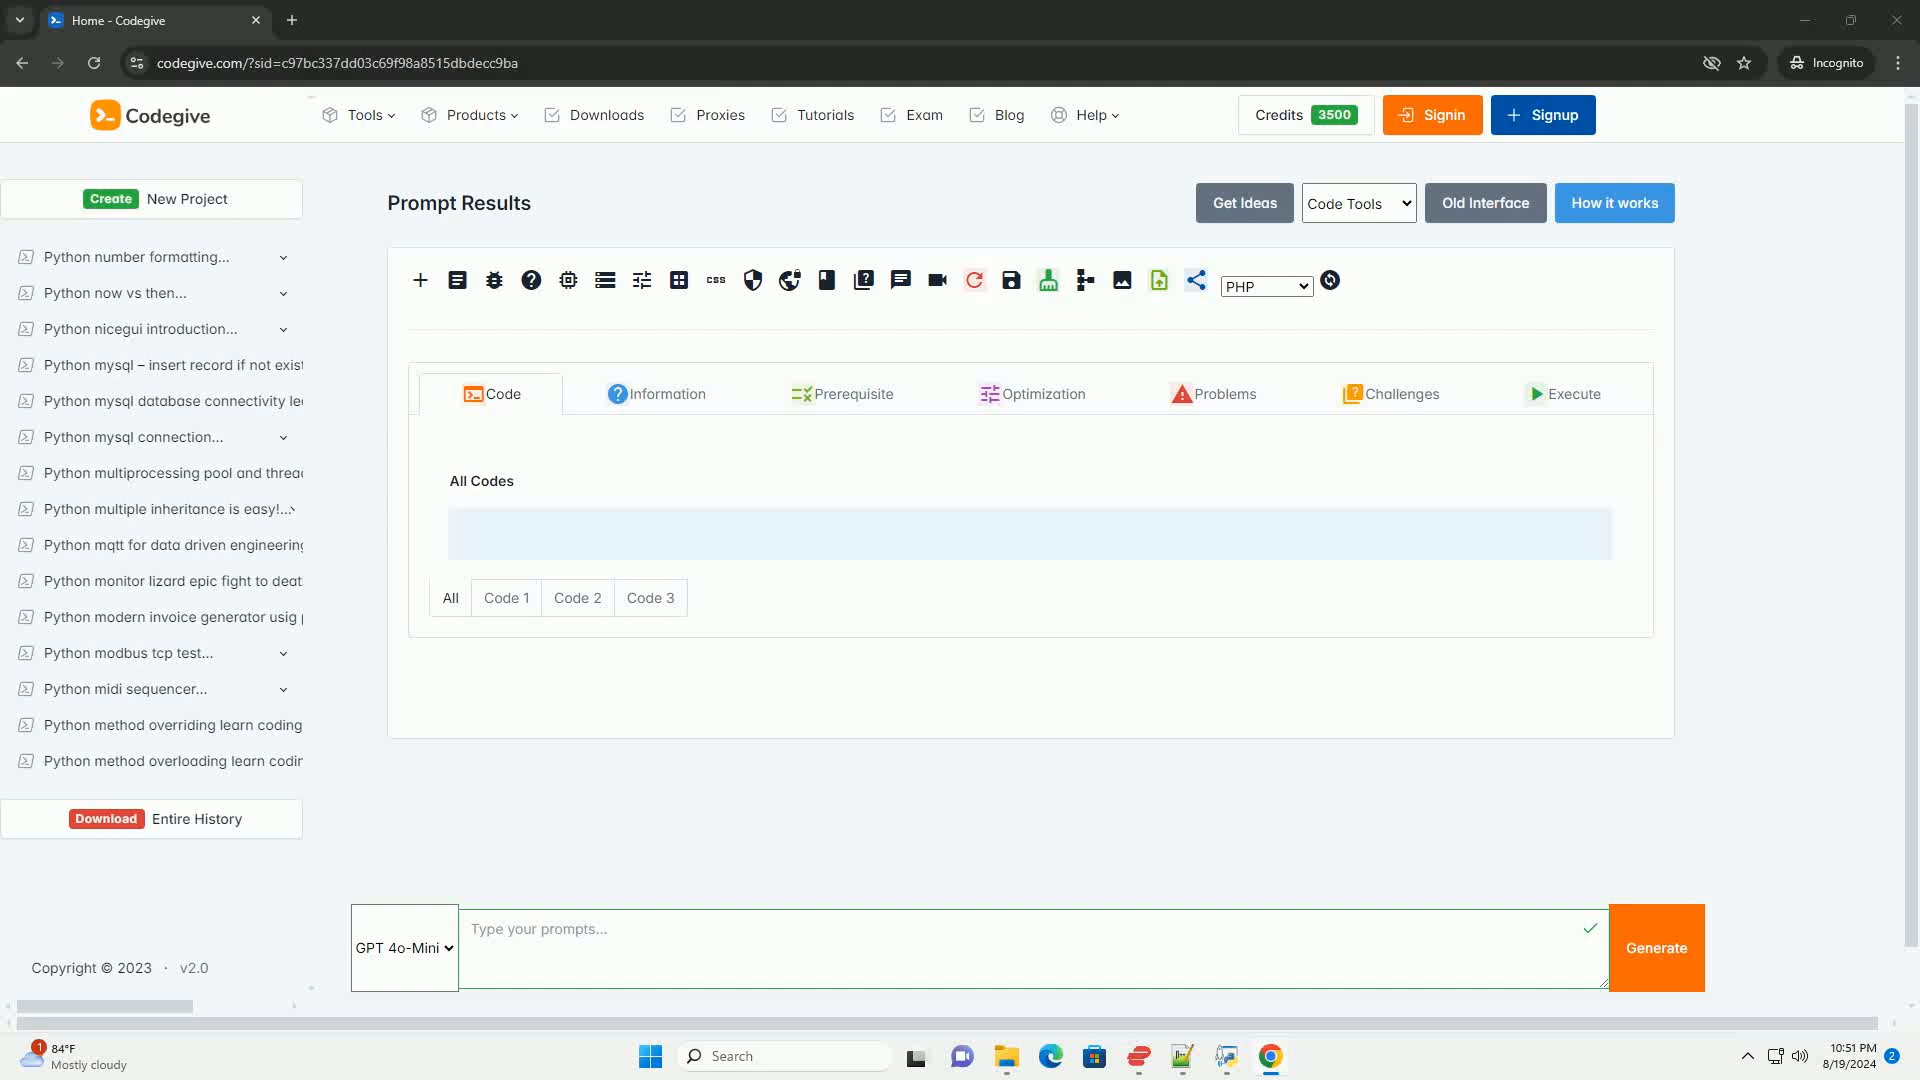 Home - Codegive
codegive.com/?sid=c97bc337dd03c69f98a8515dbdecc9ba
Incognito
Codegive
Tools
Products
Downloads
Proxies
Tutorials
Exam
Blog
Help
Credits 3500
Signin
Signup
Create New Project
Python number formatting...
Python now vs then...
Python nicegui introduction...
Python mysql – insert record if not exist
Python mysql database connectivity le
Python mysql connection...
Python multiprocessing pool and threa
Python multiple inheritance is easy!...
Python mqtt for data driven engineering
Python monitor lizard epic fight to deat
Python modern invoice generator usig
Python modbus tcp test...
Python midi sequencer...
Python method overriding learn coding
Python method overloading learn codin
Download Entire History
Copyright © 2023 · v2.0
Prompt Results
Get Ideas
Code Tools
Old Interface
How it works
css
PHP
Code
Information
Prerequisite
Optimization
Problems
Challenges
Execute
All Codes
All
Code 1
Code 2
Code 3
GPT 4o-Mini
Type your prompts...
Generate
1
84°F
Mostly cloudy
Search
10:51 PM
8/19/2024
2